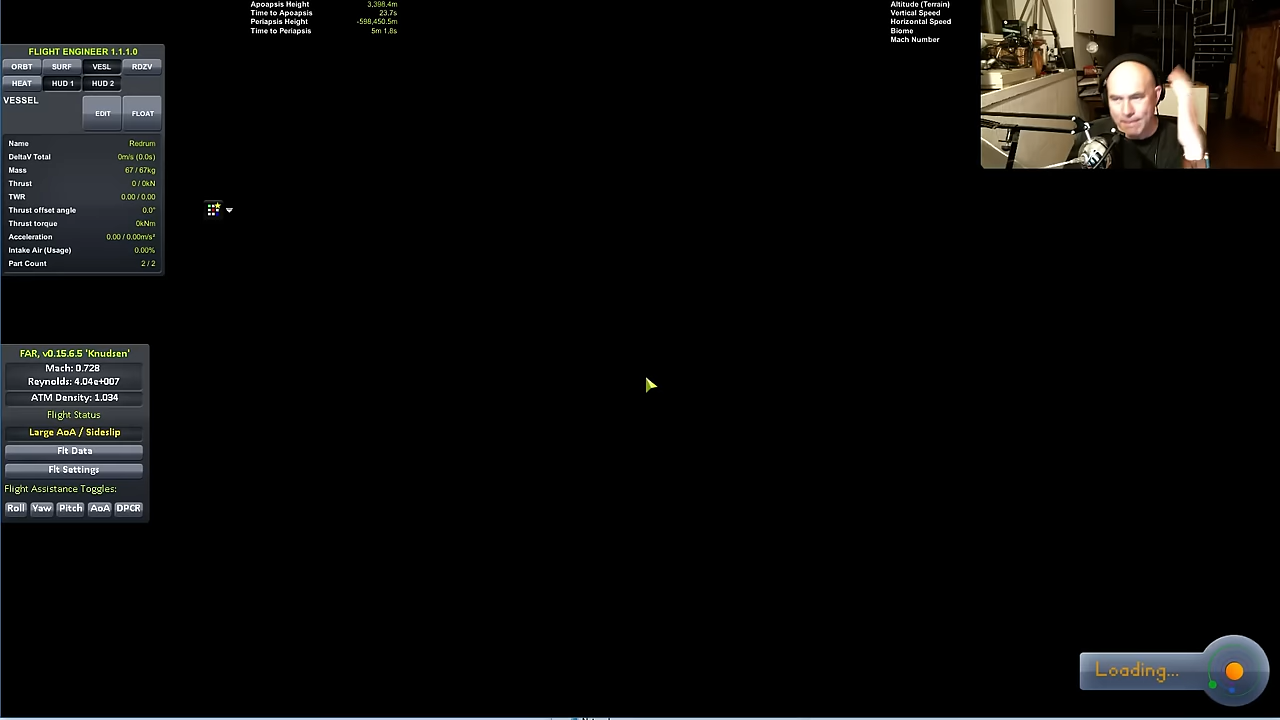 Apoapsis Height 3,398.4m
Time to Apoapsis 23.7s
Periapsis Height -598,450.5m
Time to Periapsis 5m 1.8s
Altitude (Terrain)
Vertical Speed
Horizontal Speed
Biome
Mach Number
FLIGHT ENGINEER 1.1.1.0
ORBT SURF VESL RDZV
HEAT HUD 1 HUD 2
VESSEL EDIT FLOAT
Name Redrum
DeltaV Total 0m/s (0.0s)
Mass 67 / 67kg
Thrust 0 / 0kN
TWR 0.00 / 0.00
Thrust offset angle 0.0°
Thrust torque 0kNm
Acceleration 0.00 / 0.00m/s²
Intake Air (Usage) 0.00%
Part Count 2 / 2
FAR, v0.15.6.5 'Knudsen'
Mach: 0.728
Reynolds: 4.04e+007
ATM Density: 1.034
Flight Status
Large AoA / Sideslip
Flt Data
Flt Settings
Flight Assistance Toggles:
Roll Yaw Pitch AoA DPCR
Loading...